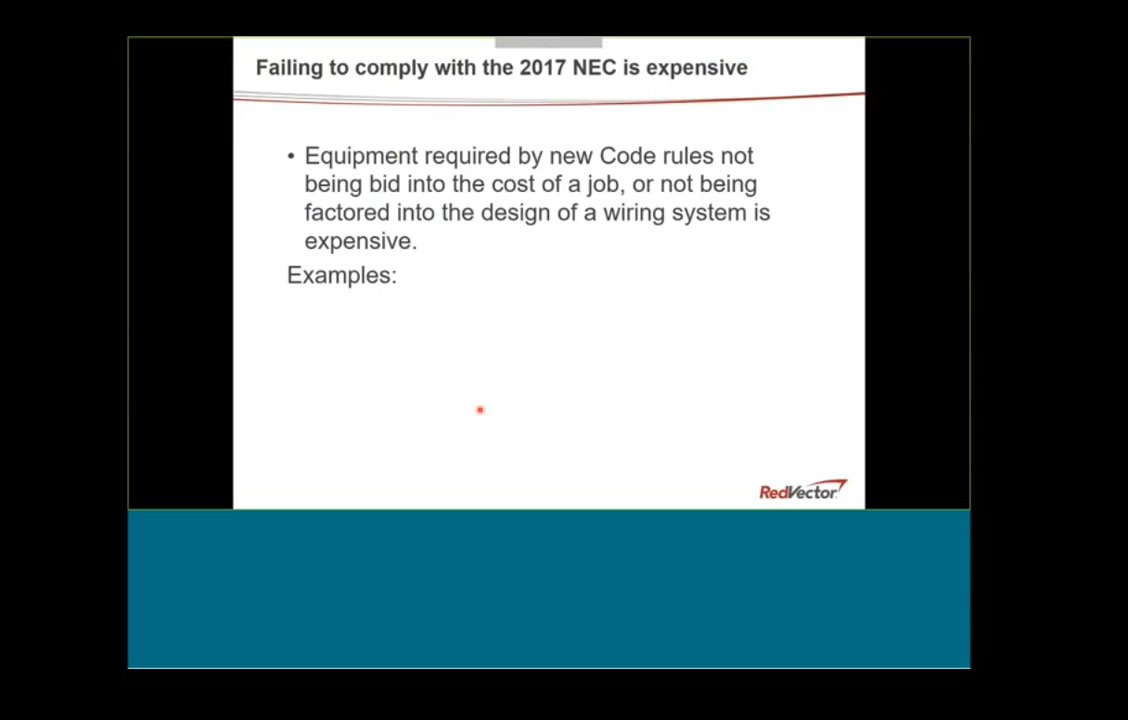 Failing to comply with the 2017 NEC is expensive
• Equipment required by new Code rules not
being bid into the cost of a job, or not being
factored into the design of a wiring system is
expensive.
Examples:
RedVector